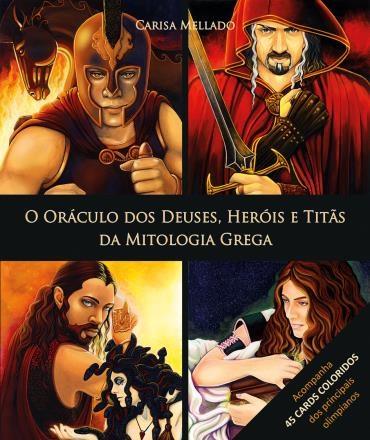 CARISA MELLADO
O ORÁCULO DOS DEUSES, HERÓIS E TITÃS
DA MITOLOGIA GREGA
Acompanha
45 CARDS COLORIDOS
dos principais
olimpianos